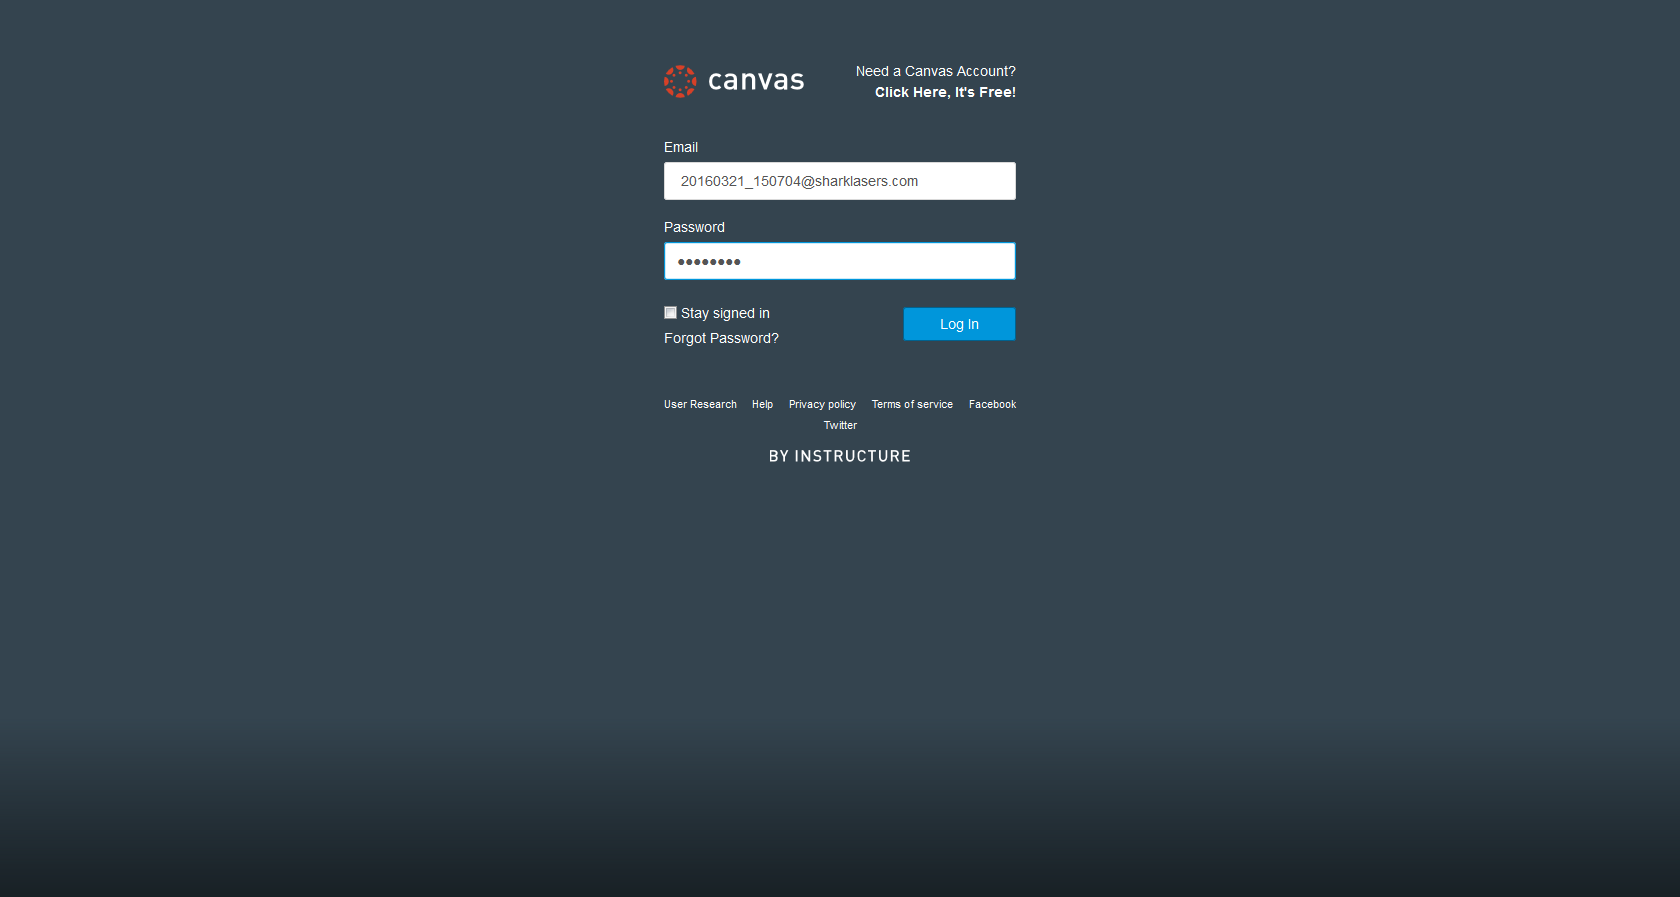 canvas
Need a Canvas Account?
Click Here, It's Free!
Email
20160321_150704@sharklasers.com
Password
••••••••
Stay signed in
Log In
Forgot Password?
User Research Help Privacy policy Terms of service Facebook
Twitter
BY INSTRUCTURE